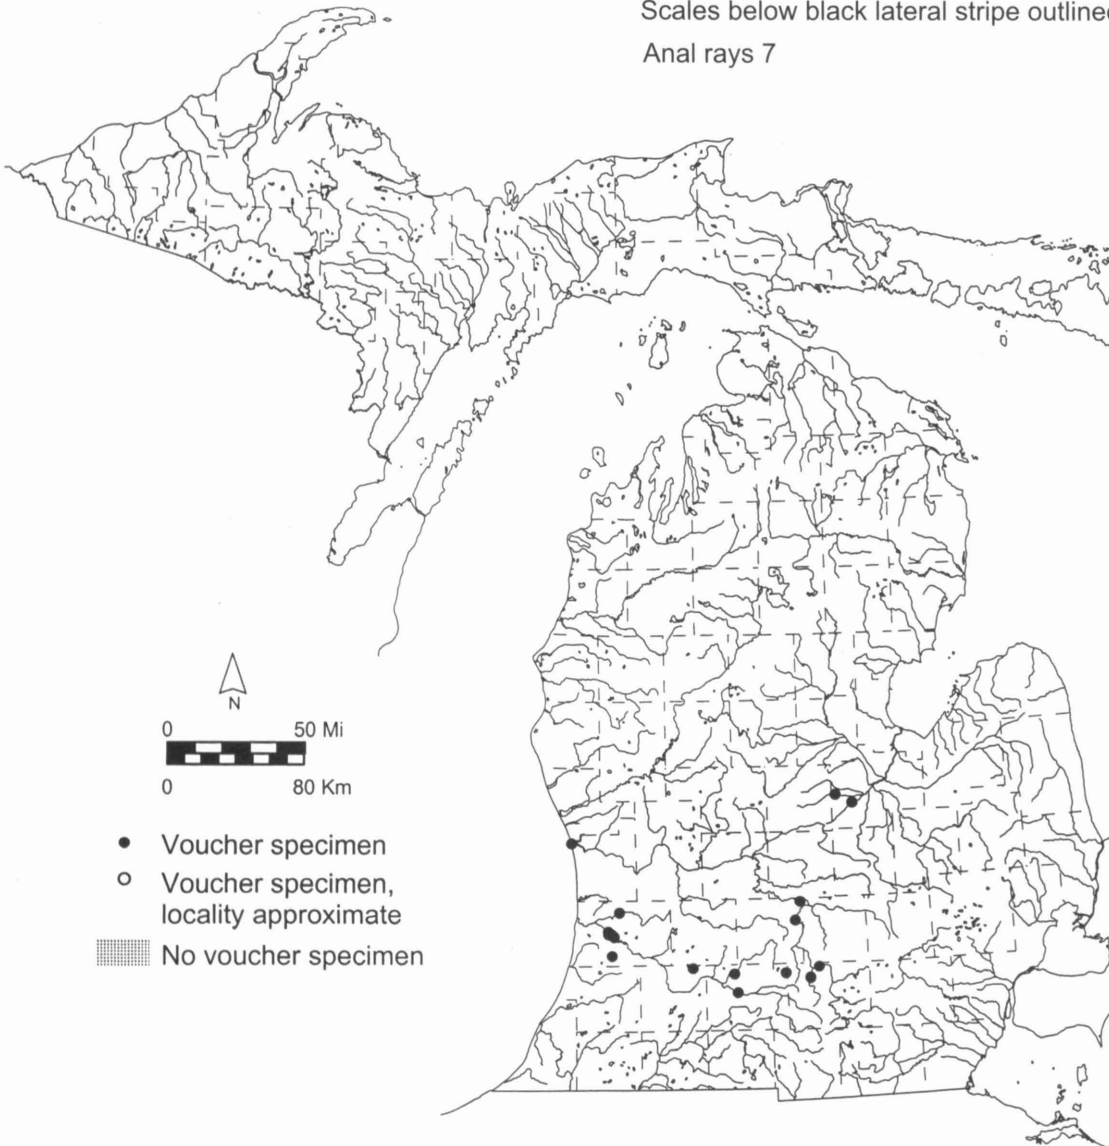 Scales below black lateral stripe outlined
Anal rays 7
N
0 50 Mi
0 80 Km
Voucher specimen
Voucher specimen,
locality approximate
No voucher specimen